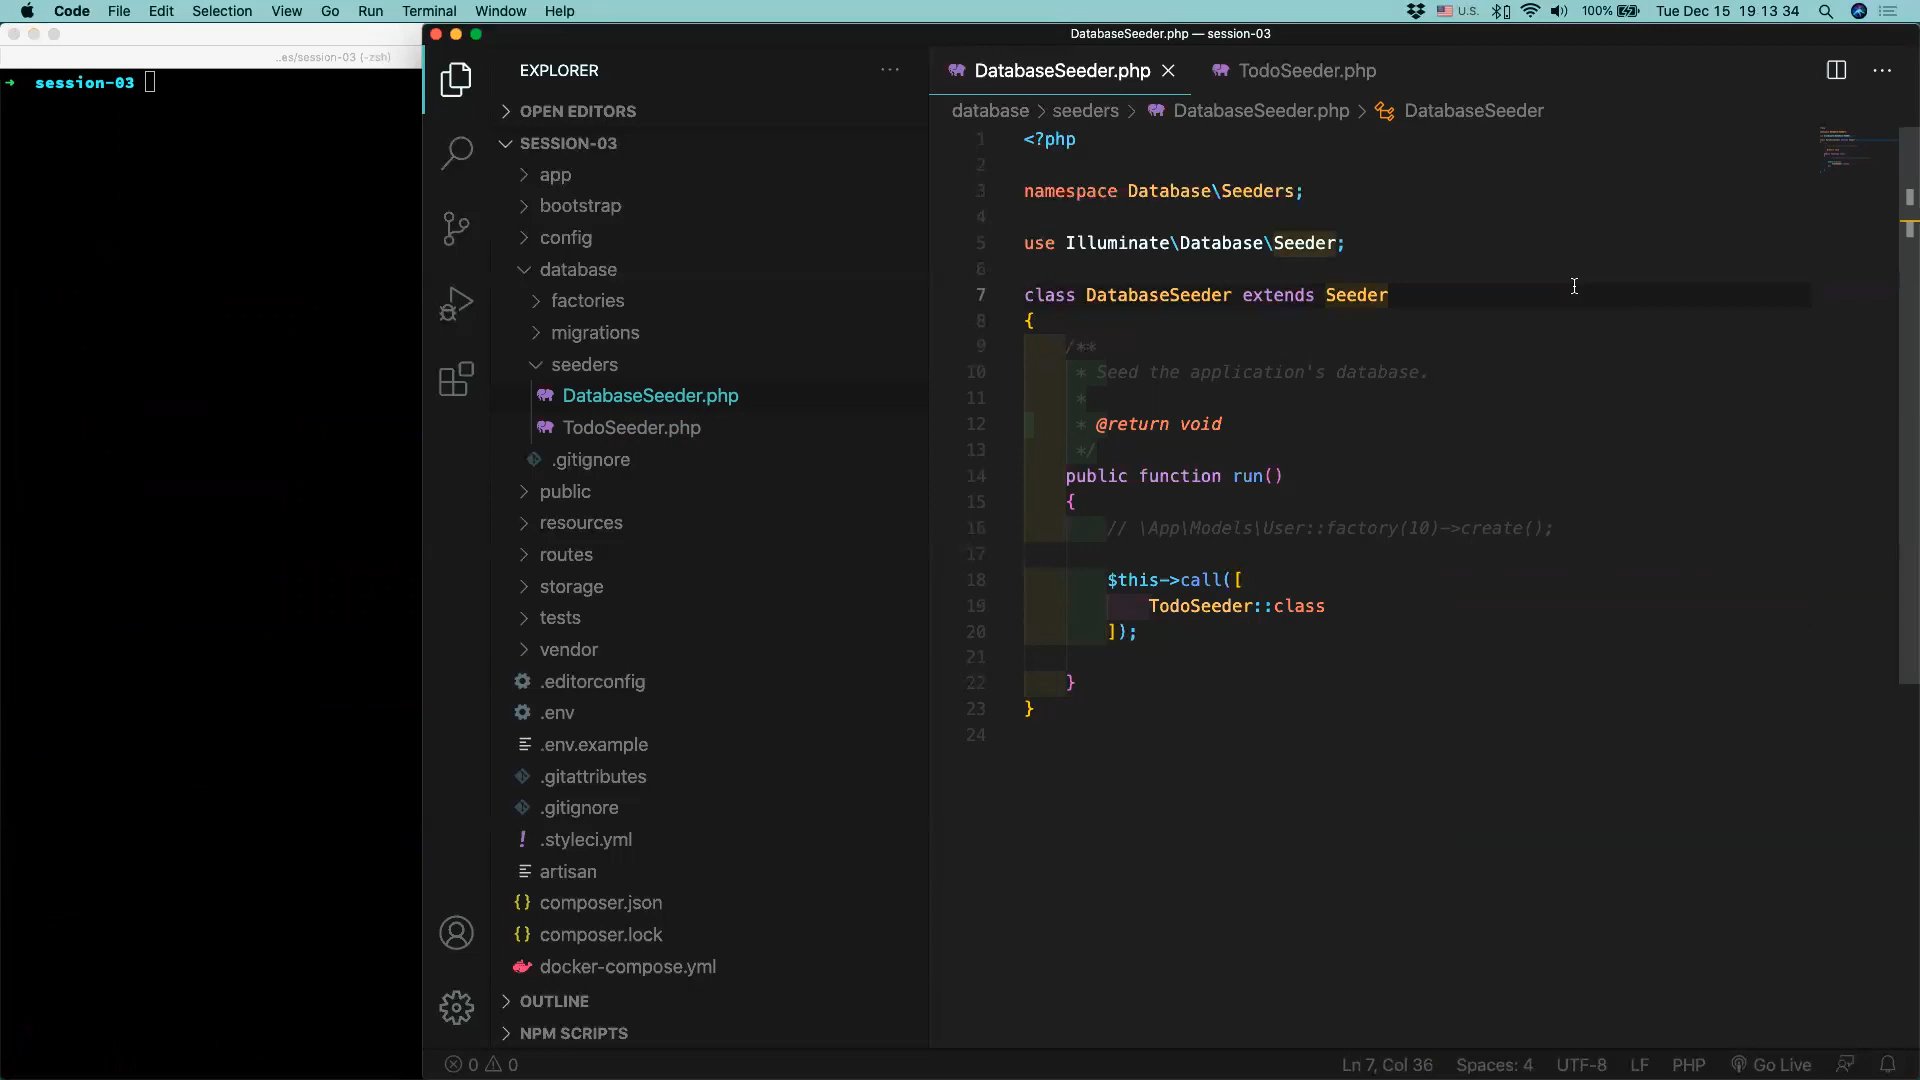 Code File Edit Selection View Go Run Terminal Window Help
U.S. 100% Tue Dec 15 19 13 34
..es/session-03 (-zsh)
→ session-03
DatabaseSeeder.php — session-03
EXPLORER
OPEN EDITORS
SESSION-03
app
bootstrap
config
database
factories
migrations
seeders
DatabaseSeeder.php
TodoSeeder.php
.gitignore
public
resources
routes
storage
tests
vendor
.editorconfig
.env
.env.example
.gitattributes
.gitignore
! .styleci.yml
artisan
{} composer.json
{} composer.lock
docker-compose.yml
OUTLINE
NPM SCRIPTS
DatabaseSeeder.php TodoSeeder.php
database > seeders > DatabaseSeeder.php > DatabaseSeeder
1 <?php
2
3 namespace Database\Seeders;
4
5 use Illuminate\Database\Seeder;
6
7 class DatabaseSeeder extends Seeder
8 {
9 /**
10 * Seed the application's database.
11 *
12 * @return void
13 */
14 public function run()
15 {
16 // \App\Models\User::factory(10)->create();
17
18 $this->call([
19 TodoSeeder::class
20 ]);
21
22 }
23 }
24
0 0 Ln 7, Col 36 Spaces: 4 UTF-8 LF PHP Go Live